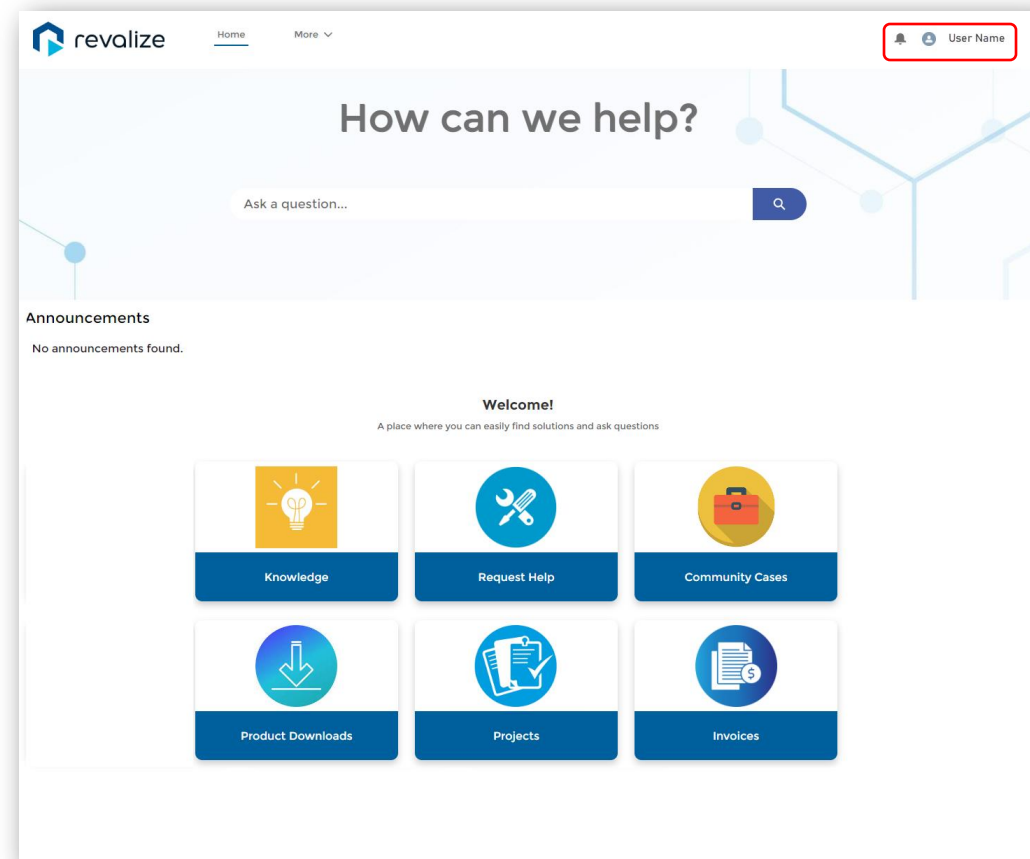 revalize
Home
More
User Name
How can we help?
Ask a question...
Announcements
No announcements found.
Welcome!
A place where you can easily find solutions and ask questions
Knowledge
Request Help
Community Cases
Product Downloads
Projects
Invoices